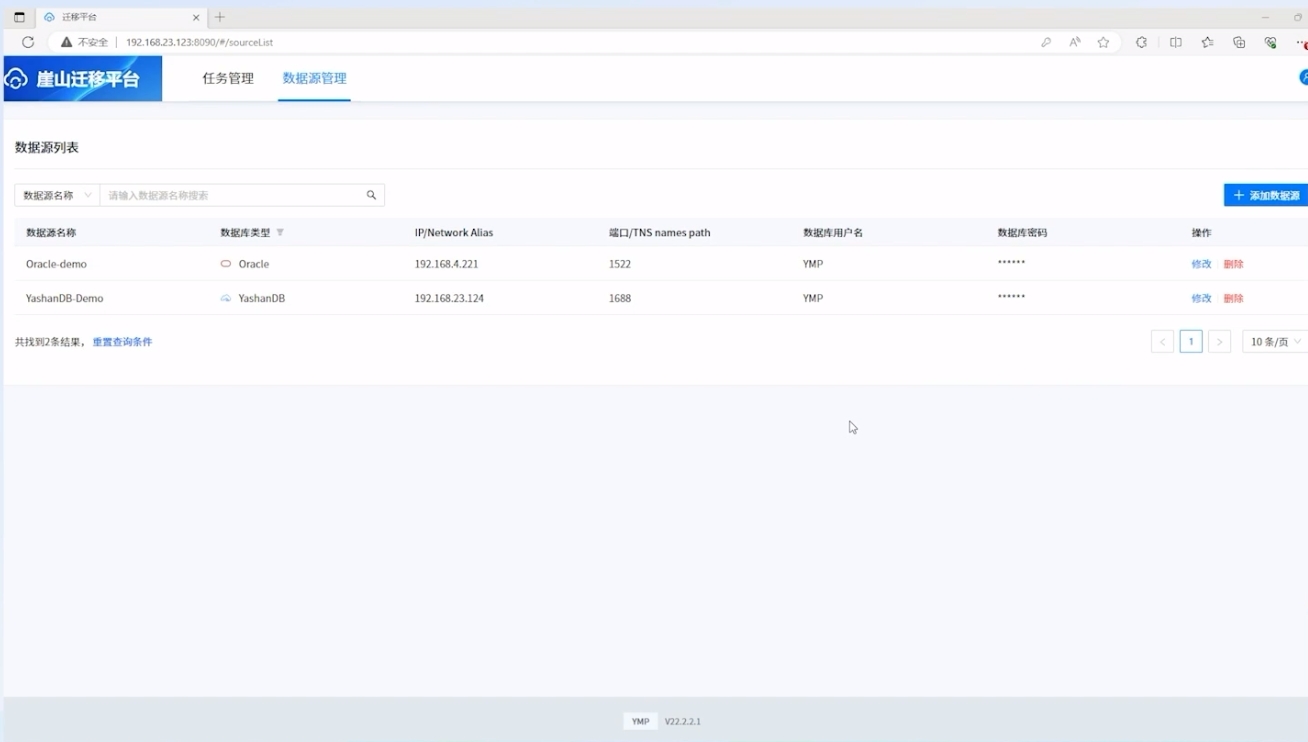 迁移平台
不安全 192.168.23.123:8090/#/sourceList
崖山迁移平台 任务管理 数据源管理
数据源列表
数据源名称 请输入数据源名称搜索 添加数据源
数据源名称 数据库类型 IP/Network Alias 端口/TNS names path 数据库用户名 数据库密码 操作
Oracle-demo Oracle 192.168.4.221 1522 YMP ****** 修改 删除
YashanDB-Demo YashanDB 192.168.23.124 1688 YMP ****** 修改 删除
共找到2条结果， 重置查询条件 < 1 > 10 条/页
YMP V22.2.2.1